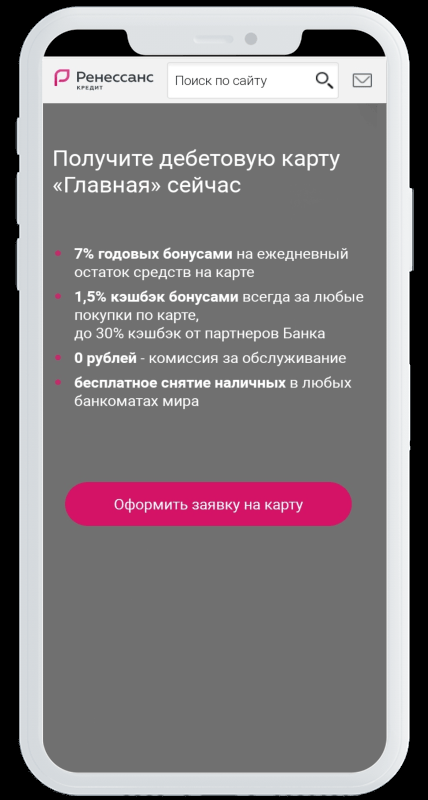 Ренессанс
КРЕДИТ
Поиск по сайту
Получите дебетовую карту
«Главная» сейчас
7% годовых бонусами на ежедневный
остаток средств на карте
1,5% кэшбэк бонусами всегда за любые
покупки по карте,
до 30% кэшбэк от партнеров Банка
0 рублей - комиссия за обслуживание
бесплатное снятие наличных в любых
банкоматах мира
Оформить заявку на карту